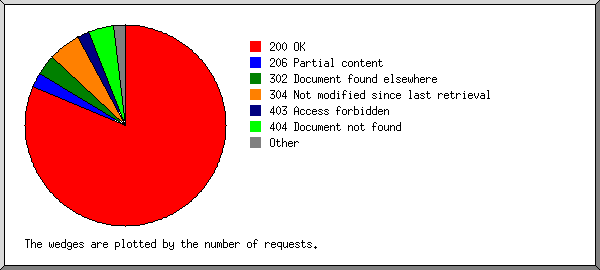 200 OK
206 Partial content
302 Document found elsewhere
304 Not modified since last retrieval
403 Access forbidden
404 Document not found
Other
The wedges are plotted by the number of requests.